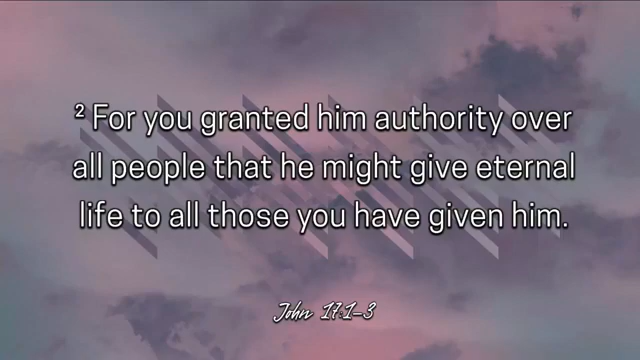 ² For you granted him authority over
all people that he might give eternal
life to all those you have given him.
John 17:1-3